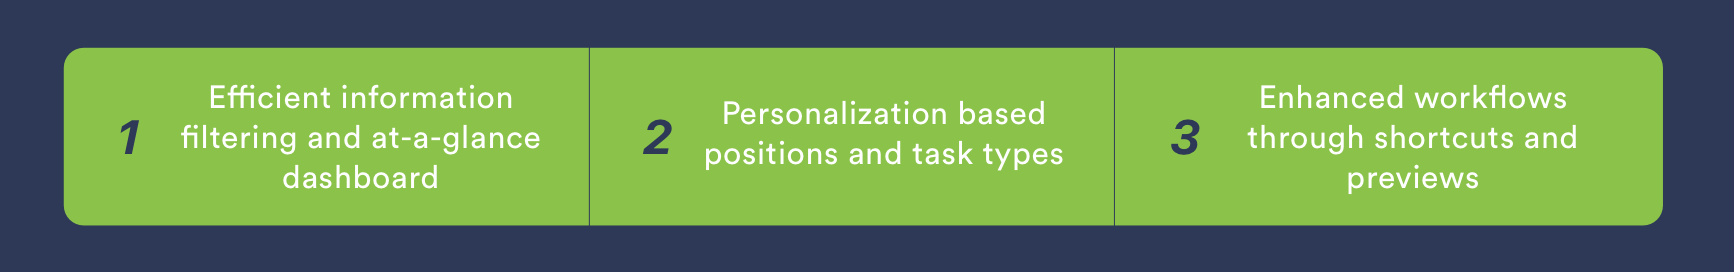 1
Efficient information
filtering and at-a-glance
dashboard
2
Personalization based
positions and task types
3
Enhanced workflows
through shortcuts and
previews